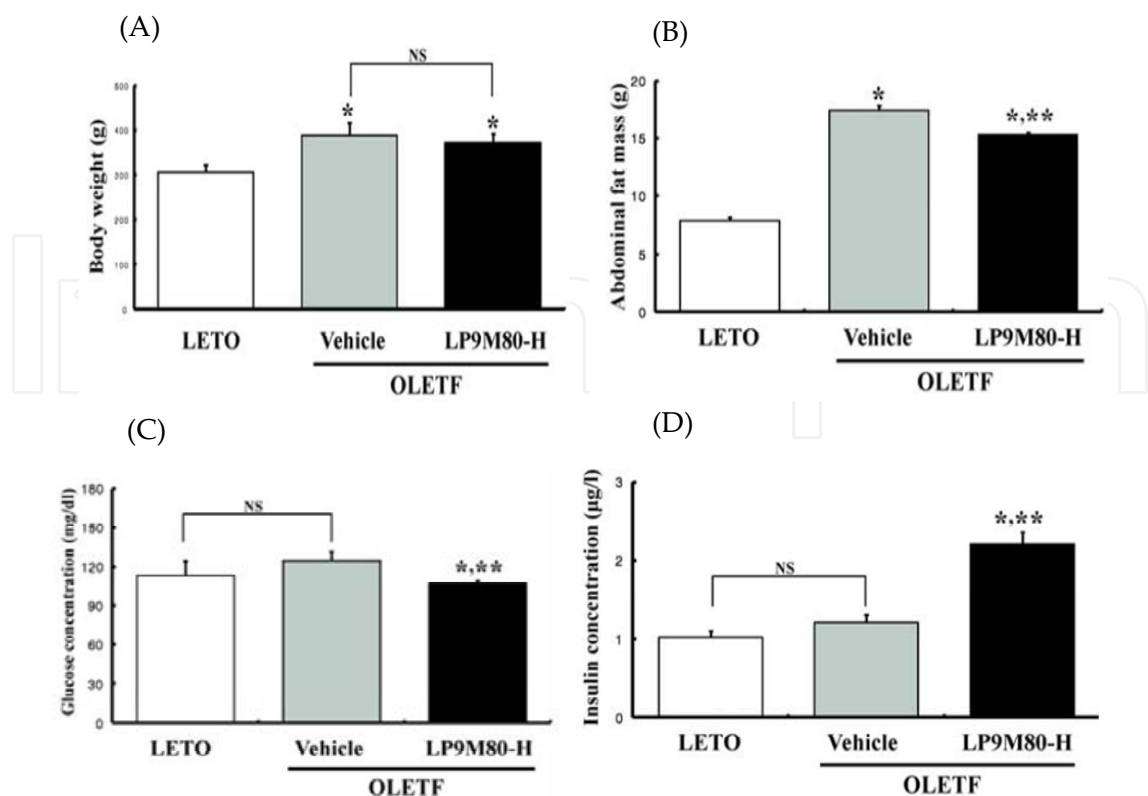 (A)
NS
Body weight (g)
500
400
300
200
100
0
*
*
LETO
Vehicle
LP9M80-H
OLETF
(B)
Abdominal fat mass (g)
20
15
10
5
0
*
*,**
LETO
Vehicle
LP9M80-H
OLETF
(C)
Glucose concentration (mg/dl)
180
150
120
90
60
30
0
NS
*,**
LETO
Vehicle
LP9M80-H
OLETF
(D)
Insulin concentration (µg/l)
3
2
1
0
NS
*,**
LETO
Vehicle
LP9M80-H
OLETF